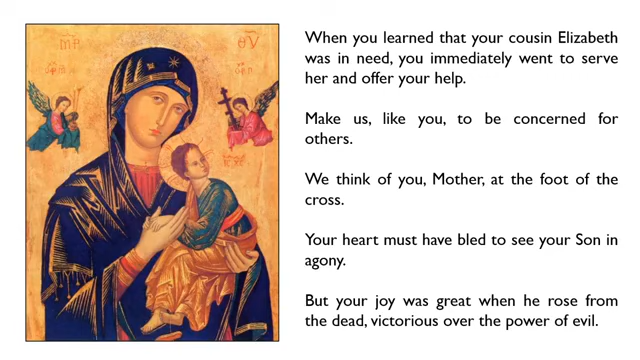 ΜΡ
ΘΥ
When you learned that your cousin Elizabeth
was in need, you immediately went to serve
her and offer your help.
Make us, like you, to be concerned for
others.
We think of you, Mother, at the foot of the
cross.
Your heart must have bled to see your Son in
agony.
But your joy was great when he rose from
the dead, victorious over the power of evil.